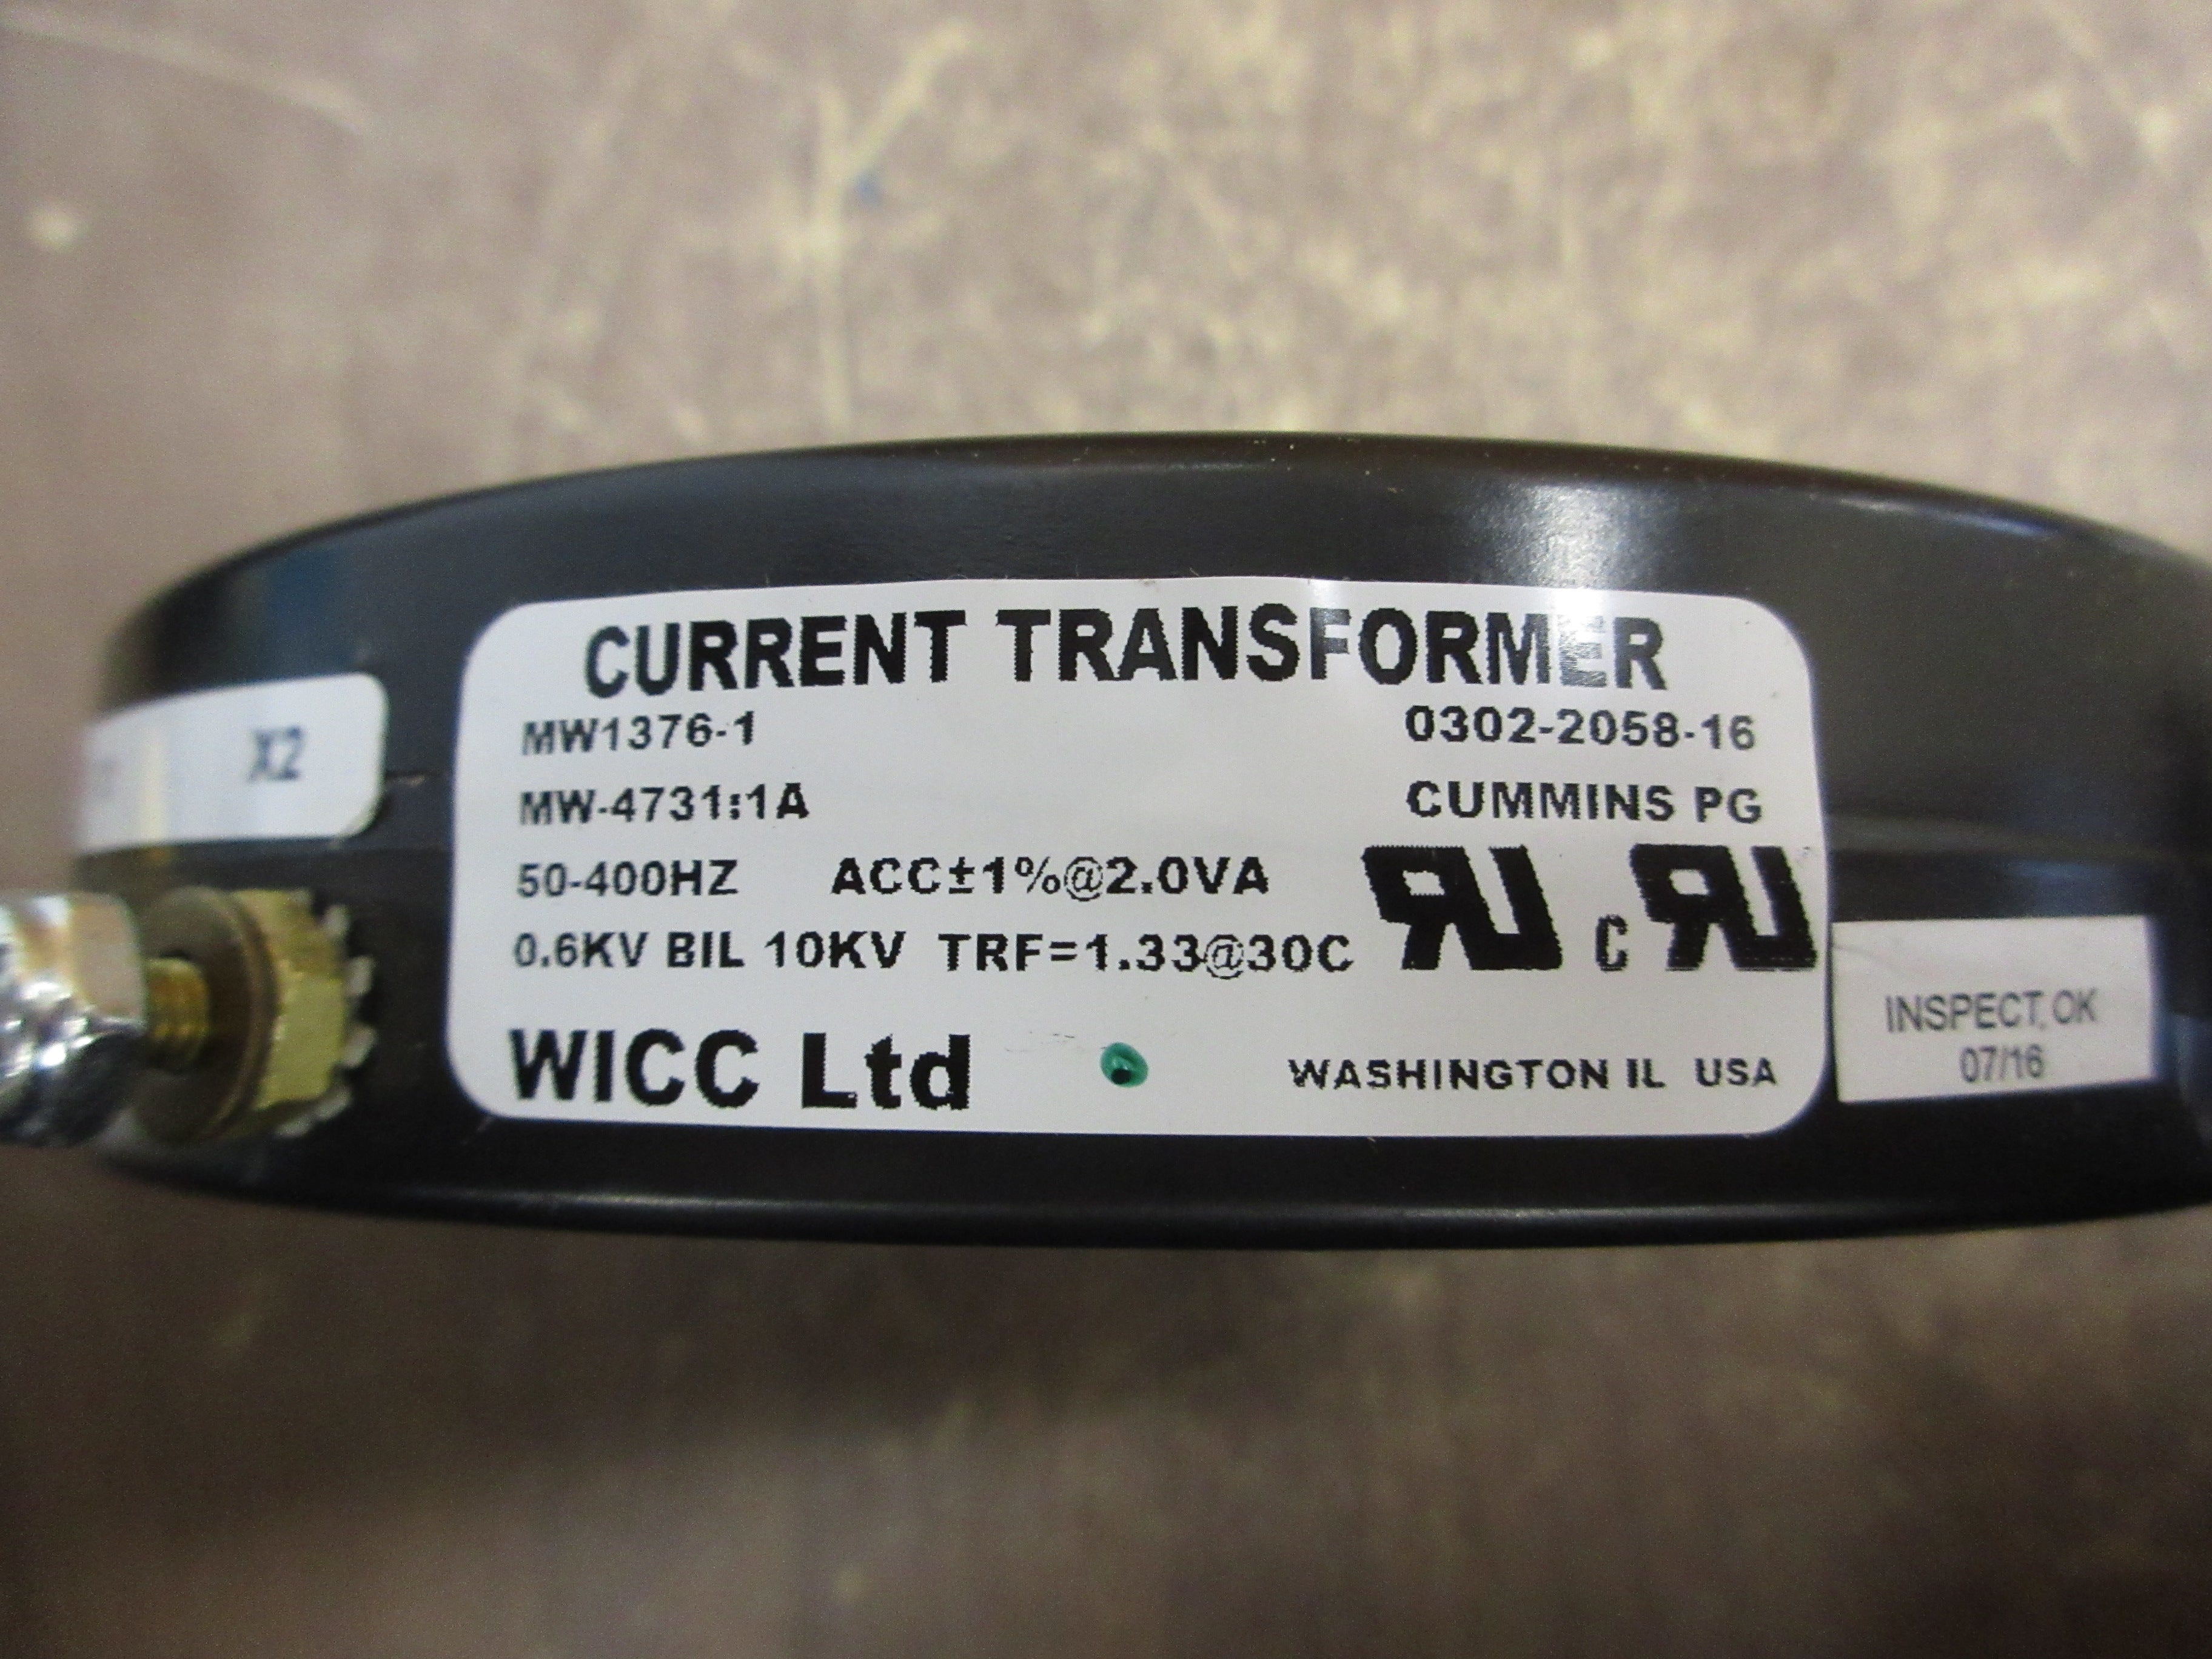 CURRENT TRANSFORMER
MW1376-1 0302-2058-16
MW-4731:1A CUMMINS PG
50-400HZ ACC±1%@2.0VA
0.6KV BIL 10KV TRF=1.33@30C
WICC Ltd WASHINGTON IL USA
X2
INSPECT, OK
07/16